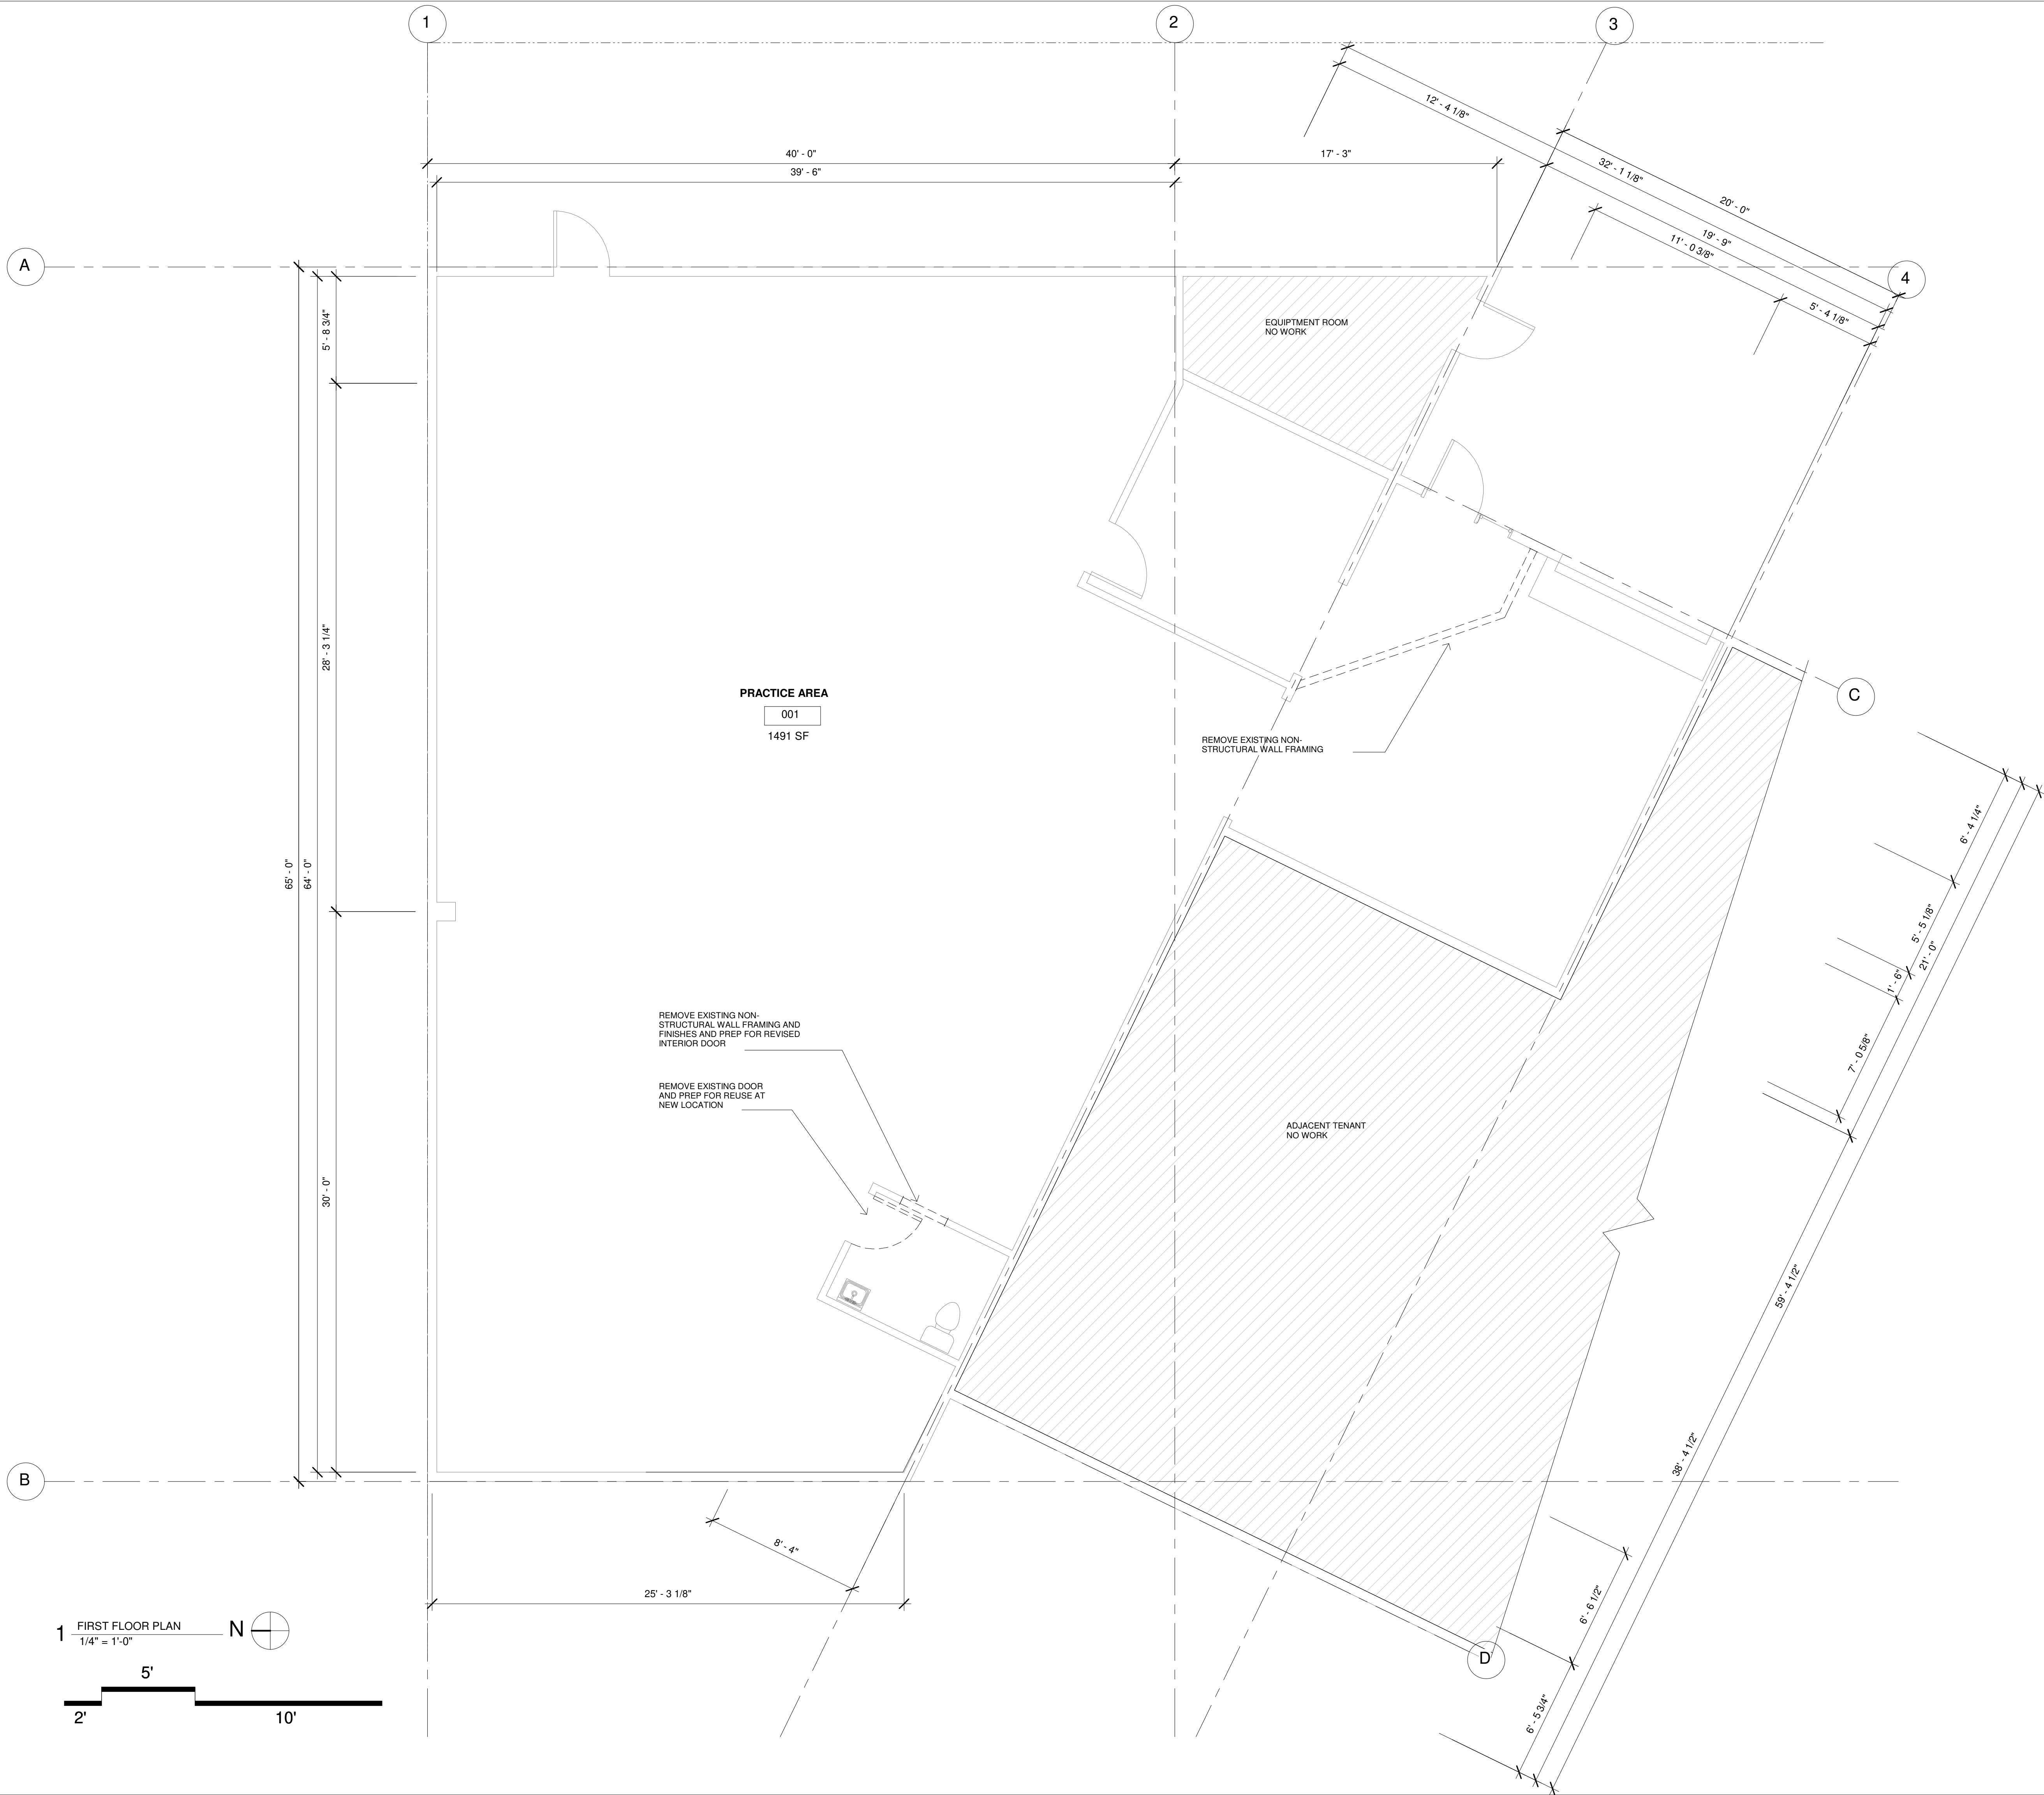 1
2
3
12' - 4 1/8"
40' - 0"
17' - 3"
32' - 1 1/8"
39' - 6"
20' - 0"
19' - 9"
11' - 0 3/8"
A
4
5' - 4 1/8"
5' - 8 3/4"
EQUIPTMENT ROOM
NO WORK
28' - 3 1/4"
PRACTICE AREA
001
1491 SF
C
REMOVE EXISTING NON-
STRUCTURAL WALL FRAMING
6' - 4 1/4"
65' - 0"
64' - 0"
5' - 5 1/8"
21' - 0"
1' - 6"
REMOVE EXISTING NON-
STRUCTURAL WALL FRAMING AND
FINISHES AND PREP FOR REVISED
INTERIOR DOOR
7' - 0 5/8"
REMOVE EXISTING DOOR
AND PREP FOR REUSE AT
NEW LOCATION
ADJACENT TENANT
NO WORK
30' - 0"
59' - 4 1/2"
38' - 4 1/2"
B
8' - 4"
25' - 3 1/8"
6' - 6 1/2"
1 FIRST FLOOR PLAN N
1/4" = 1'-0"
D
5'
2' 10'
6' - 5 3/4"